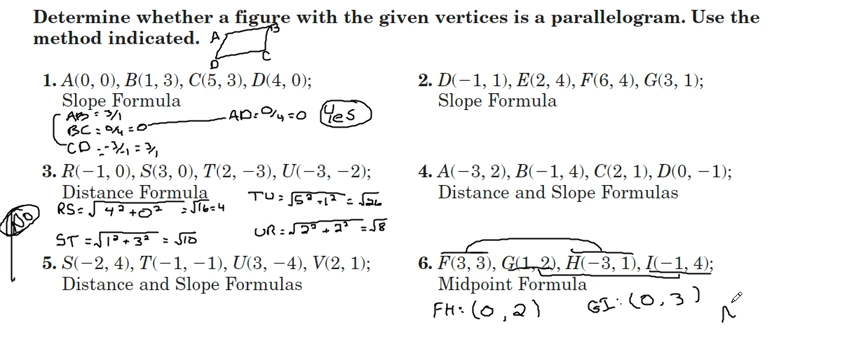 Determine whether a figure with the given vertices is a parallelogram. Use the
method indicated.
A B
D C
1. A(0, 0), B(1, 3), C(5, 3), D(4, 0);
Slope Formula
AB = 3/1
BC = 0/4 = 0
AD = 0/4 = 0
Yes
CD = -3/-1 = 3/1
2. D(−1, 1), E(2, 4), F(6, 4), G(3, 1);
Slope Formula
3. R(−1, 0), S(3, 0), T(2, −3), U(−3, −2);
Distance Formula
RS = √4²+0² = √16 = 4
TU = √5²+1² = √26
No
ST = √1²+3² = √10
UR = √2²+2² = √8
4. A(−3, 2), B(−1, 4), C(2, 1), D(0, −1);
Distance and Slope Formulas
5. S(−2, 4), T(−1, −1), U(3, −4), V(2, 1);
Distance and Slope Formulas
6. F(3, 3), G(1, 2), H(−3, 1), I(−1, 4);
Midpoint Formula
FH: (0, 2)
GI: (0, 3)
N